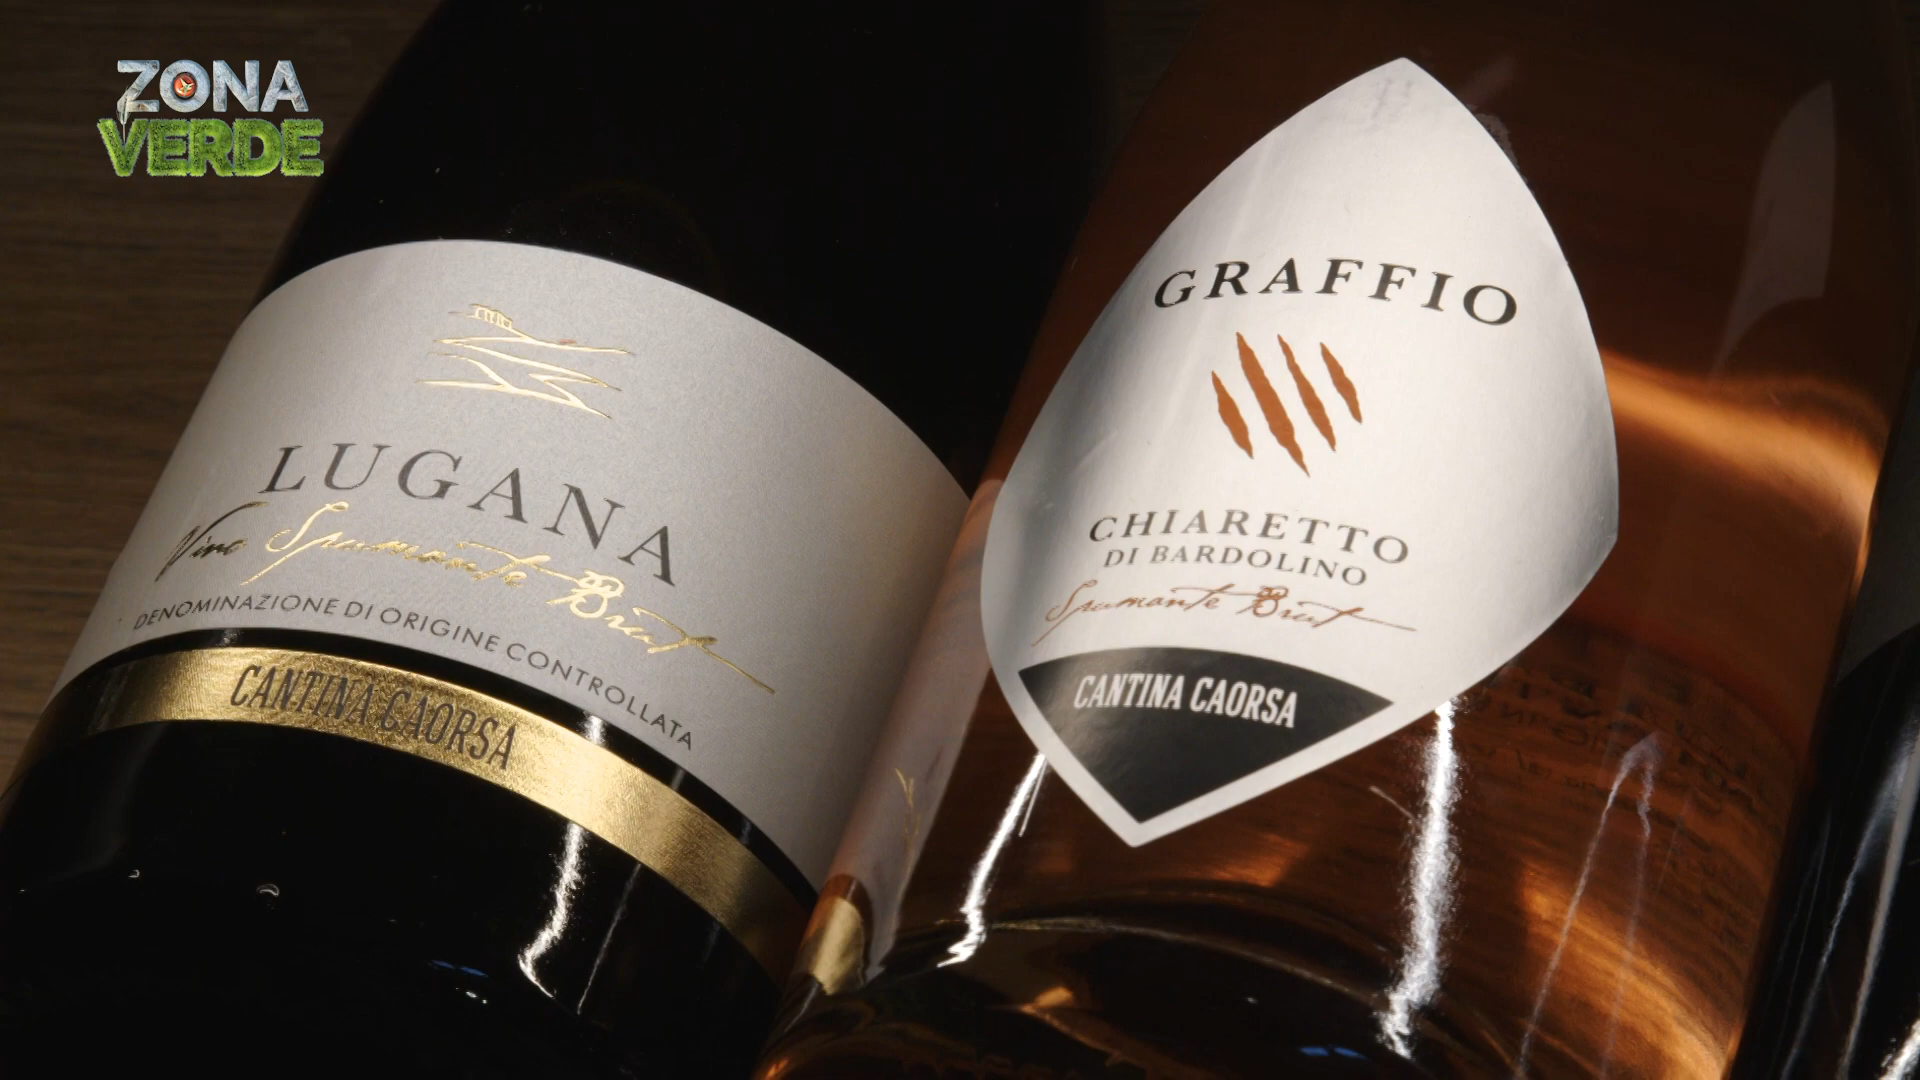 ZONA
VERDE
LUGANA
Vino Spumante Brut
DENOMINAZIONE DI ORIGINE CONTROLLATA
CANTINA CAORSA
GRAFFIO
CHIARETTO
DI BARDOLINO
Spumante Brut
CANTINA CAORSA